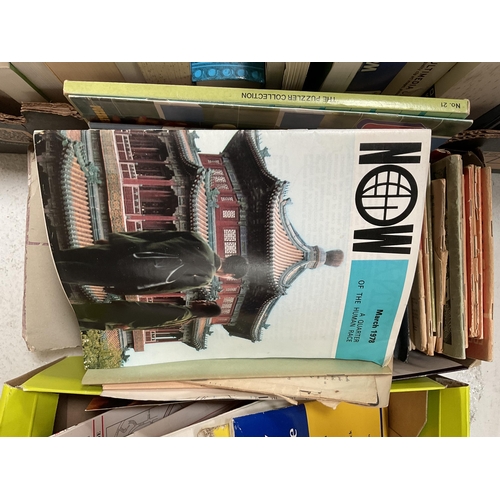 THE PUZZLER COLLECTION No. 21
NOW
March 1978
A QUARTER
OF THE HUMAN RACE